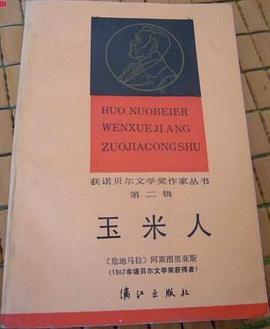 HUO NUOBEIER
WENXUEJIANG
ZUOJIACONGSHU
获诺贝尔文学奖作家丛书
第二辑
玉米人
〔危地马拉〕阿斯图里亚斯
(1967年诺贝尔文学奖获得者)
漓江出版社